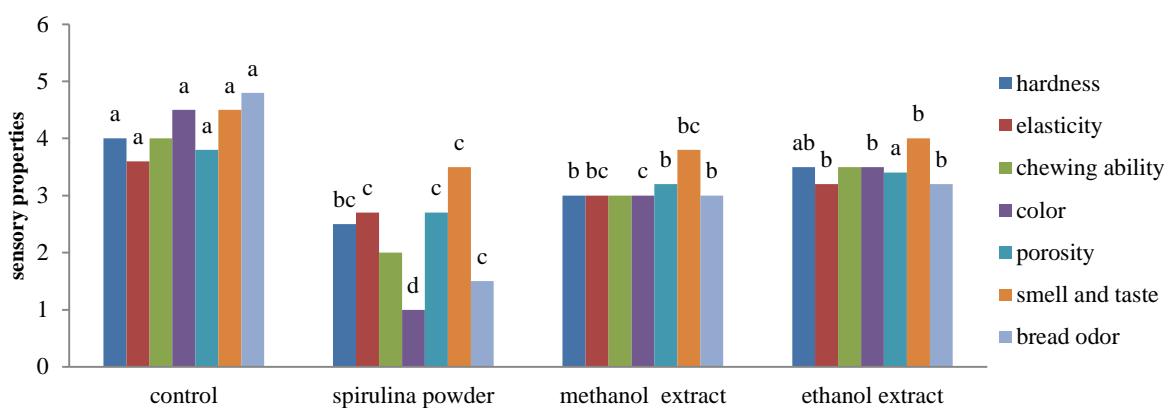 6
5
4
3
2
1
0
sensory properties
a a a a a a
bc c d c c c
b bc c b bc b
ab b b a b b
control spirulina powder methanol  extract ethanol extract
hardness
elasticity
chewing ability
color
porosity
smell and taste
bread odor